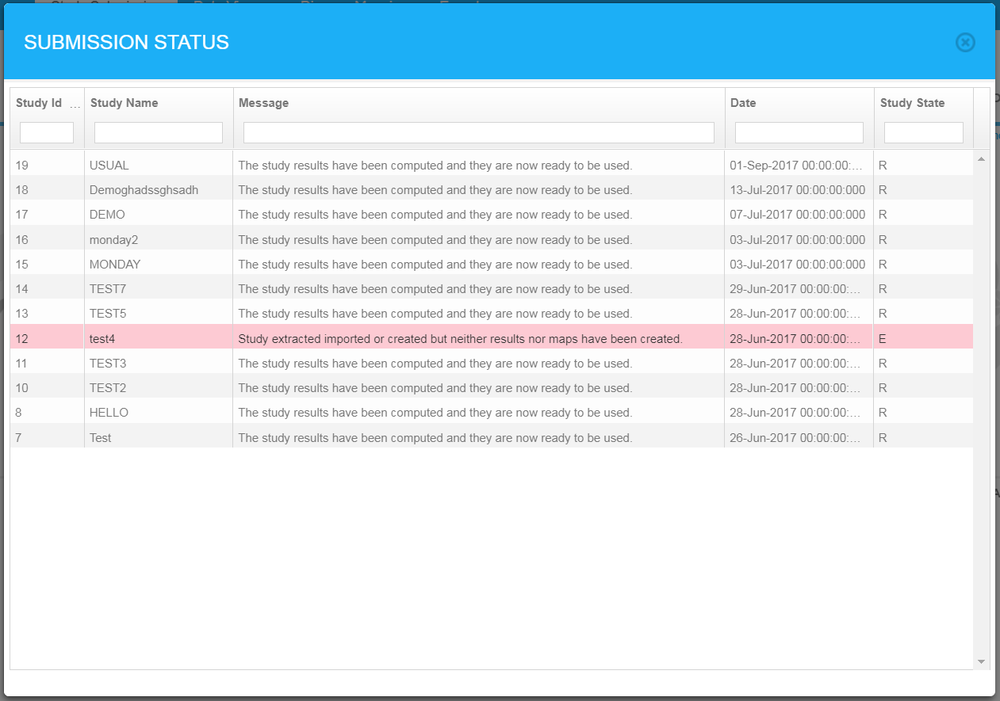 SUBMISSION STATUS
Study Id ... Study Name Message Date Study State
19 USUAL The study results have been computed and they are now ready to be used. 01-Sep-2017 00:00:00:... R
18 Demoghadssghsadh The study results have been computed and they are now ready to be used. 13-Jul-2017 00:00:00:000 R
17 DEMO The study results have been computed and they are now ready to be used. 07-Jul-2017 00:00:00:000 R
16 monday2 The study results have been computed and they are now ready to be used. 03-Jul-2017 00:00:00:000 R
15 MONDAY The study results have been computed and they are now ready to be used. 03-Jul-2017 00:00:00:000 R
14 TEST7 The study results have been computed and they are now ready to be used. 29-Jun-2017 00:00:00:... R
13 TEST5 The study results have been computed and they are now ready to be used. 28-Jun-2017 00:00:00:... R
12 test4 Study extracted imported or created but neither results nor maps have been created. 28-Jun-2017 00:00:00:... E
11 TEST3 The study results have been computed and they are now ready to be used. 28-Jun-2017 00:00:00:... R
10 TEST2 The study results have been computed and they are now ready to be used. 28-Jun-2017 00:00:00:... R
8 HELLO The study results have been computed and they are now ready to be used. 28-Jun-2017 00:00:00:... R
7 Test The study results have been computed and they are now ready to be used. 26-Jun-2017 00:00:00:... R